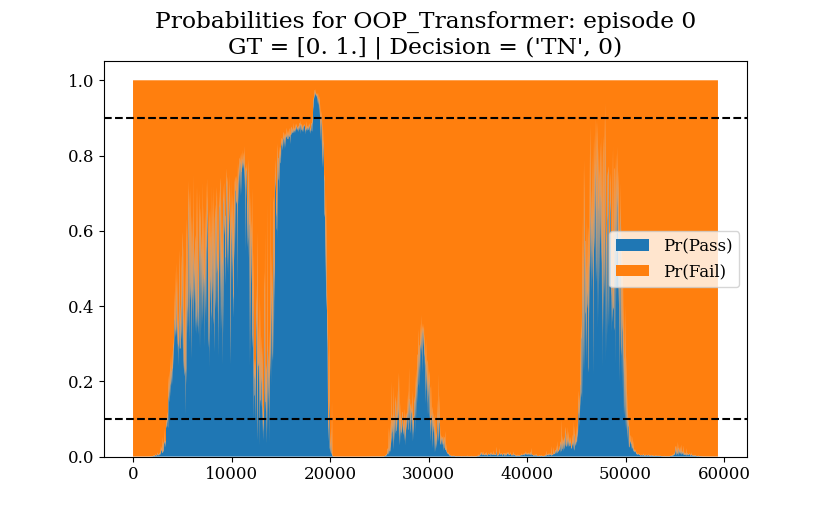 Probabilities for OOP_Transformer: episode 0
GT = [0. 1.] | Decision = ('TN', 0)
1.0
0.8
0.6
0.4
0.2
0.0
Pr(Pass)
Pr(Fail)
0 10000 20000 30000 40000 50000 60000